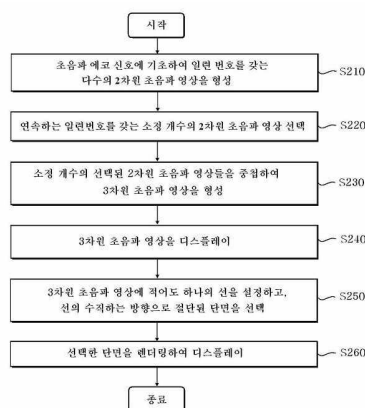 시작
초음파 에코 신호에 기초하여 일련 번호를 갖는
다수의 2차원 초음파 영상을 형성
S210
연속하는 일련번호를 갖는 소정 개수의 2차원 초음파 영상 선택
S220
소정 개수의 선택된 2차원 초음파 영상들을 중첩하여
3차원 초음파 영상을 형성
S230
3차원 초음파 영상을 디스플레이
S240
3차원 초음파 영상에 적어도 하나의 선을 설정하고,
선의 수직하는 방향으로 절단된 단면을 선택
S250
선택한 단면을 렌더링하여 디스플레이
S260
종료